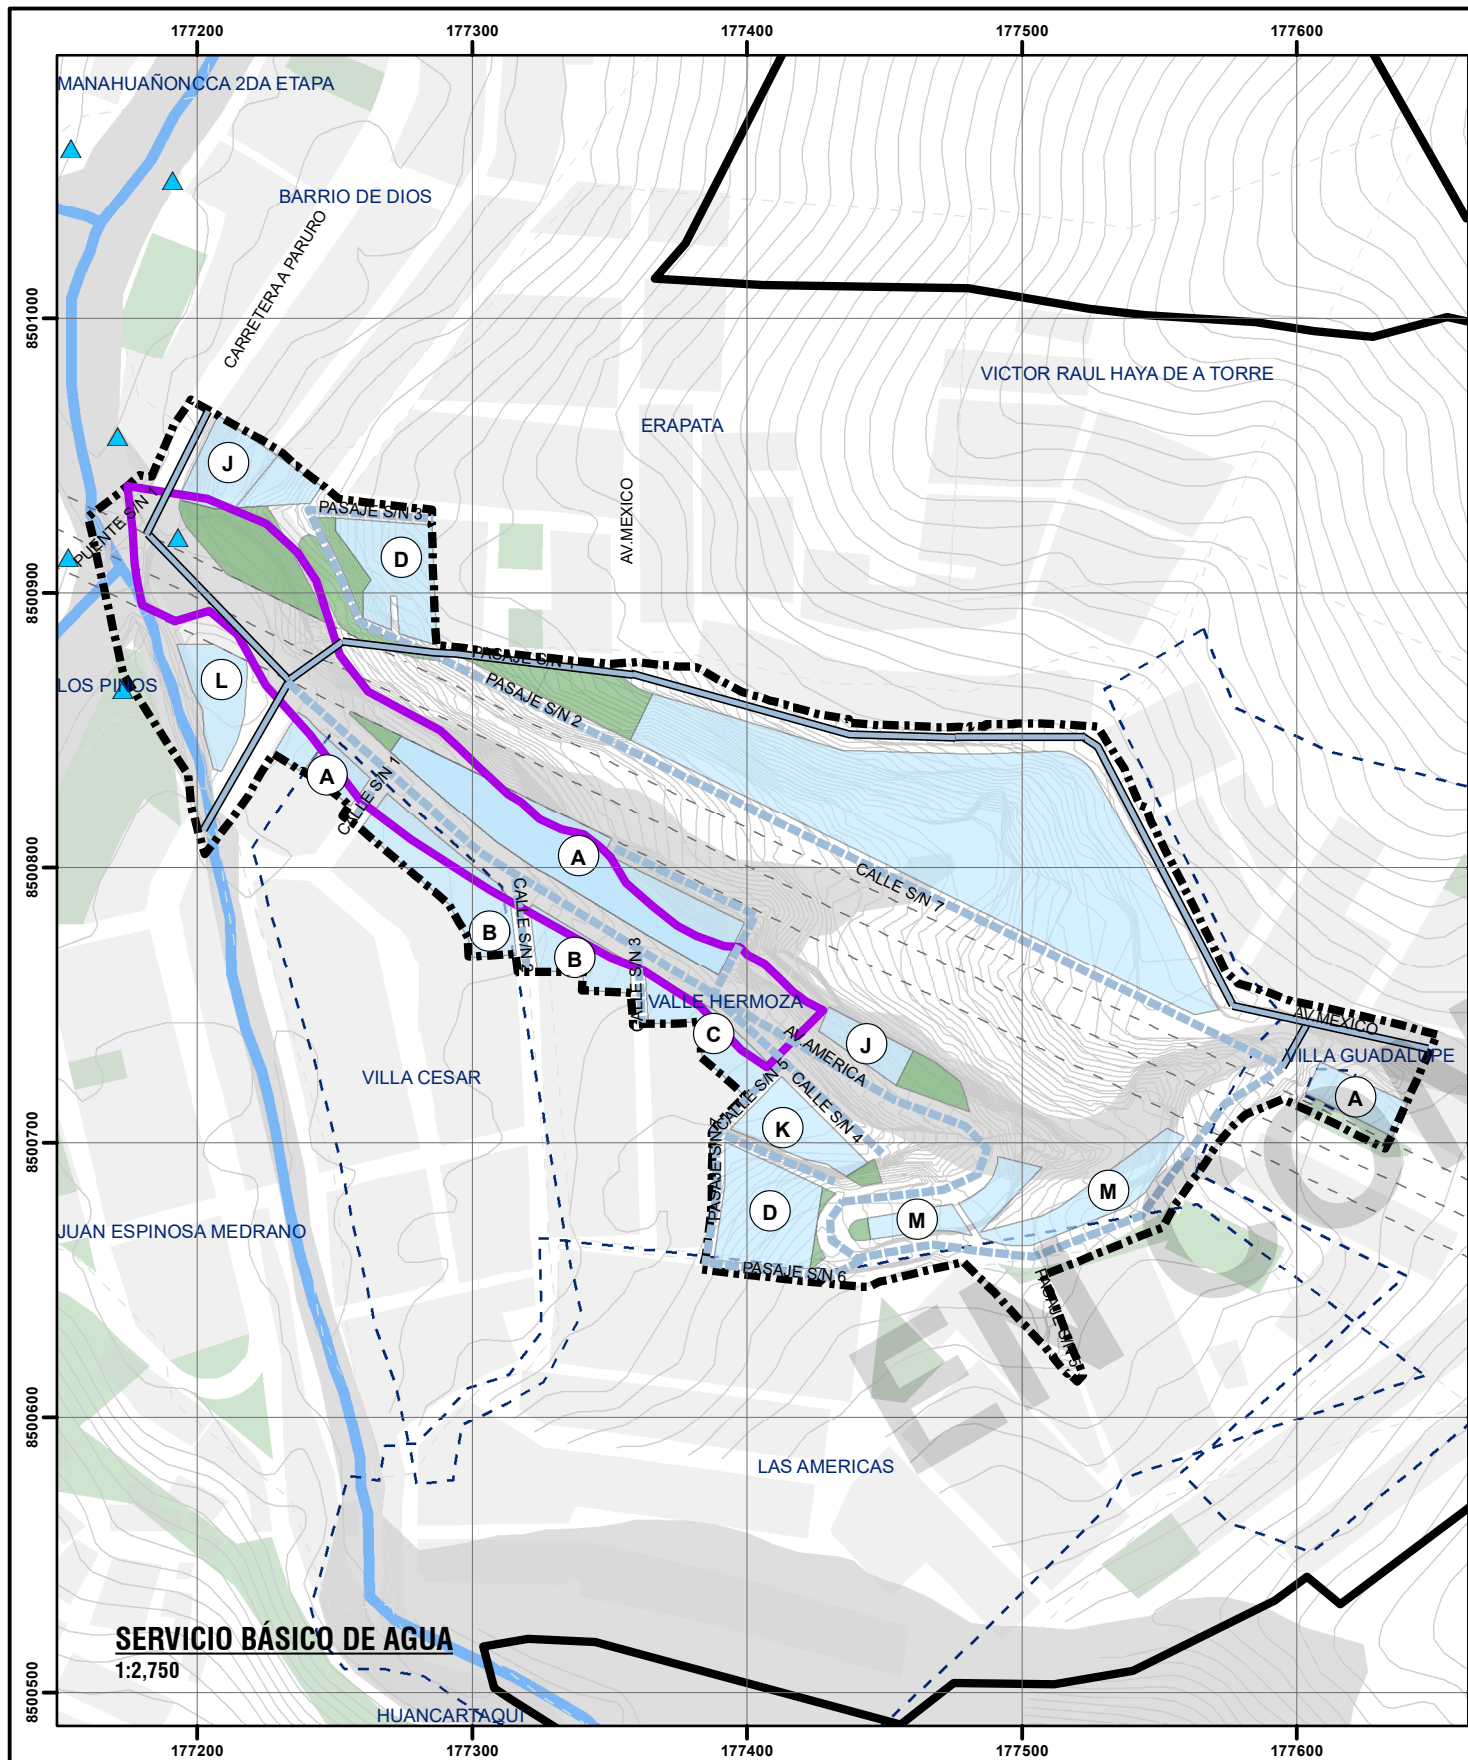 177200 177300 177400 177500 177600
MANAHUAÑONCCA 2DA ETAPA
BARRIO DE DIOS
CARRETERA A PARURO
8501000
VICTOR RAUL HAYA DE A TORRE
ERAPATA
AV.MEXICO
J
PUENTE S/N 1
PASAJE S/N 3
D
8500900
PASAJE S/N 1
LOS PINOS
L
PASAJE S/N 2
A
CALLE S/N 1
A
8500800
CALLE S/N 7
CALLE S/N 2
B
B
CALLE S/N 3
VALLE HERMOZA
C
AV.AMERICA
J
AV.MEXICO
VILLA GUADALUPE
VILLA CESAR
CALLE S/N 5
CALLE S/N 4
A
K
8500700
PASAJE S/N 4
M
D
M
JUAN ESPINOSA MEDRANO
PASAJE S/N 6
PASAJE S/N 5
8500600
LAS AMERICAS
SERVICIO BÁSICO DE AGUA
1:2,750
8500500
HUANCARTAQUI
177200 177300 177400 177500 177600